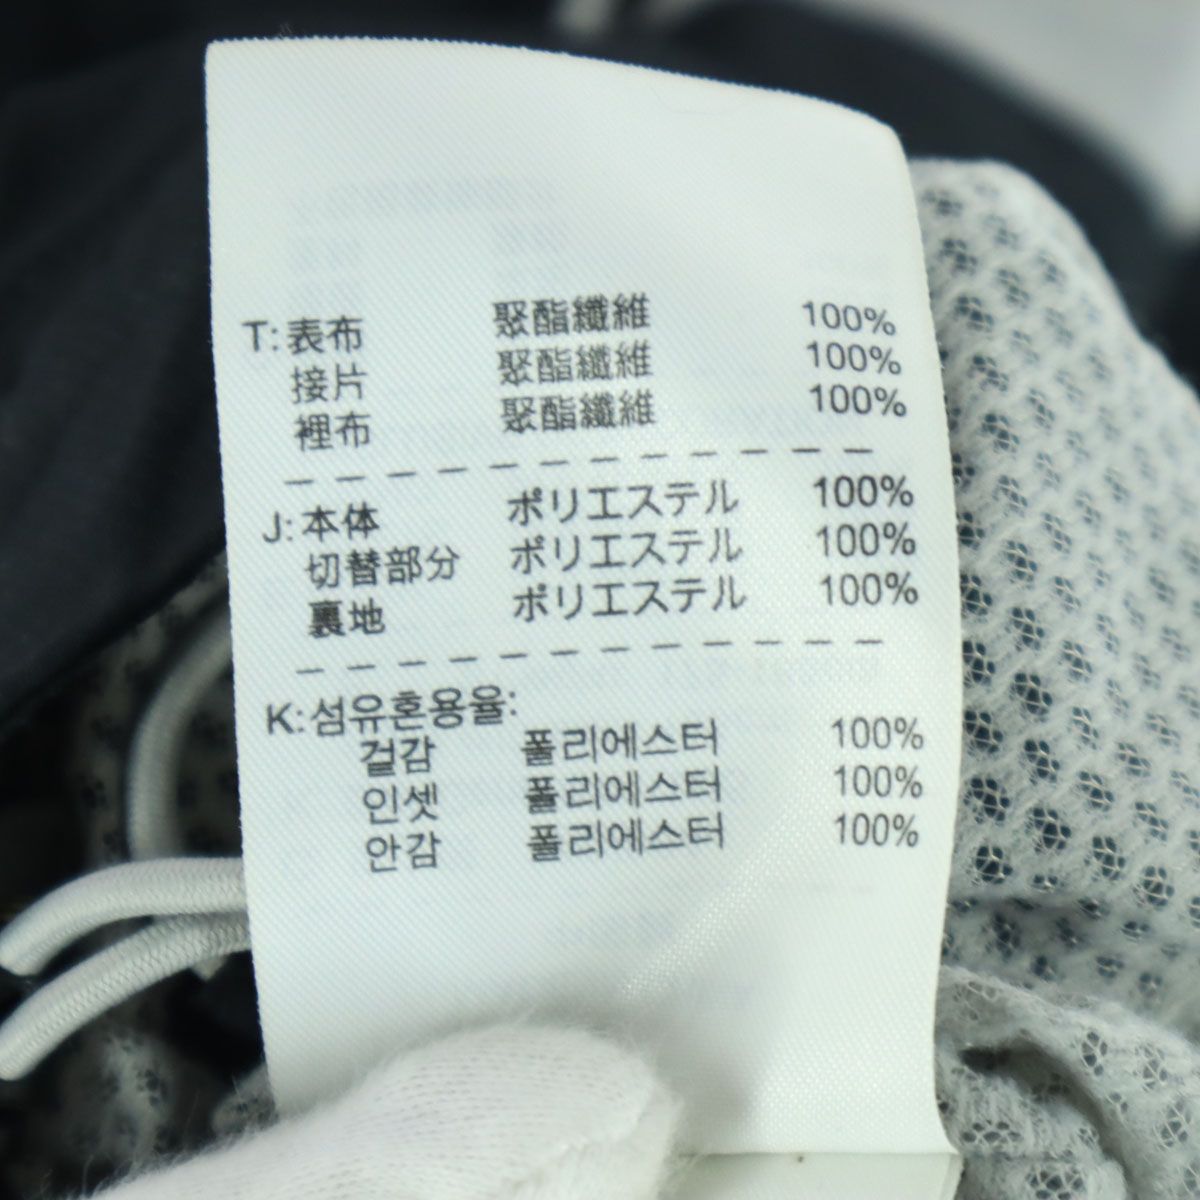 T: 表布 聚酯纖維 100%
接片 聚酯纖維 100%
裡布 聚酯纖維 100%
J: 本体 ポリエステル 100%
切替部分 ポリエステル 100%
裏地 ポリエステル 100%
K: 섬유혼용율:
걸감 폴리에스터 100%
인셋 폴리에스터 100%
안감 폴리에스터 100%